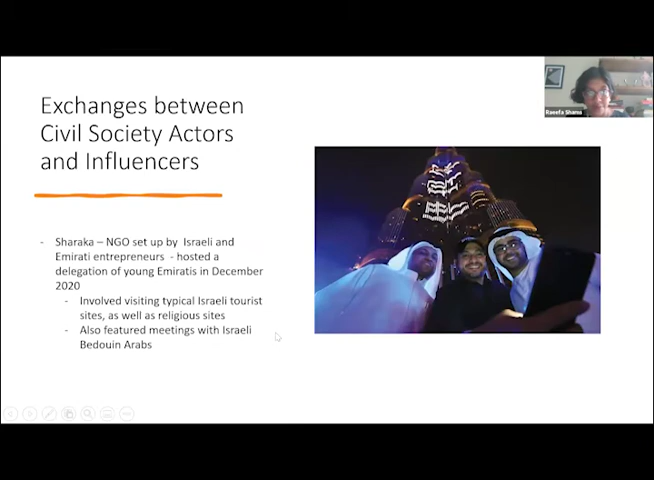 Exchanges between
Civil Society Actors
and Influencers
- Sharaka – NGO set up by Israeli and
Emirati entrepreneurs - hosted a
delegation of young Emiratis in December
2020
- Involved visiting typical Israeli tourist
sites, as well as religious sites
- Also featured meetings with Israeli
Bedouin Arabs
Raeefa Shams